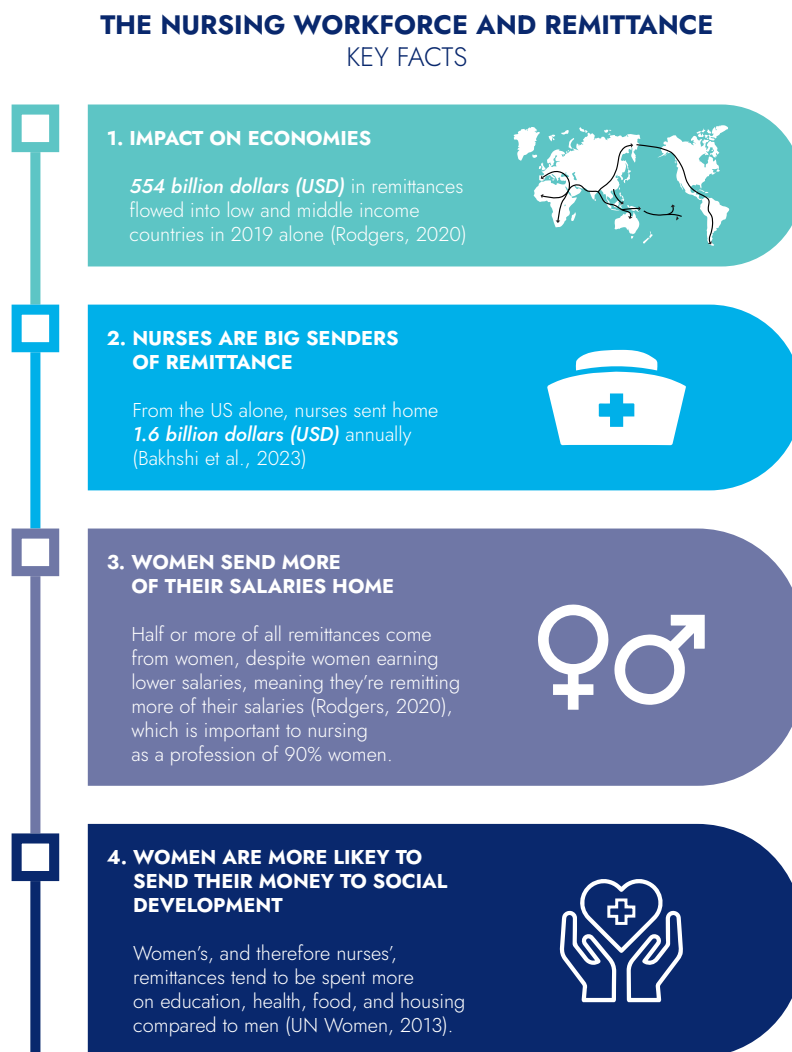 THE NURSING WORKFORCE AND REMITTANCE
KEY FACTS
1. IMPACT ON ECONOMIES
554 billion dollars (USD) in remittances
flowed into low and middle income
countries in 2019 alone (Rodgers, 2020)
2. NURSES ARE BIG SENDERS
OF REMITTANCE
From the US alone, nurses sent home
1.6 billion dollars (USD) annually
(Bakhshi et al., 2023)
3. WOMEN SEND MORE
OF THEIR SALARIES HOME
Half or more of all remittances come
from women, despite women earning
lower salaries, meaning they’re remitting
more of their salaries (Rodgers, 2020),
which is important to nursing
as a profession of 90% women.
4. WOMEN ARE MORE LIKEY TO
SEND THEIR MONEY TO SOCIAL
DEVELOPMENT
Women’s, and therefore nurses’,
remittances tend to be spent more
on education, health, food, and housing
compared to men (UN Women, 2013).